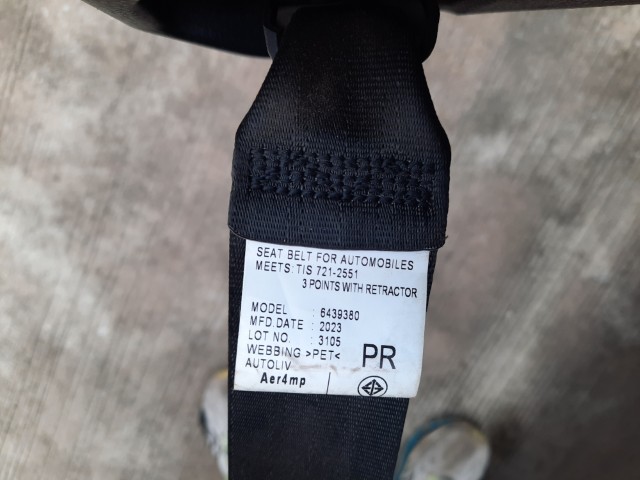 SEAT BELT FOR AUTOMOBILES
MEETS: TIS 721-2551
3 POINTS WITH RETRACTOR
MODEL : 6439380
MFD.DATE : 2023
LOT NO. : 3105
WEBBING >PET< PR
AUTOLIV
Aer4mp